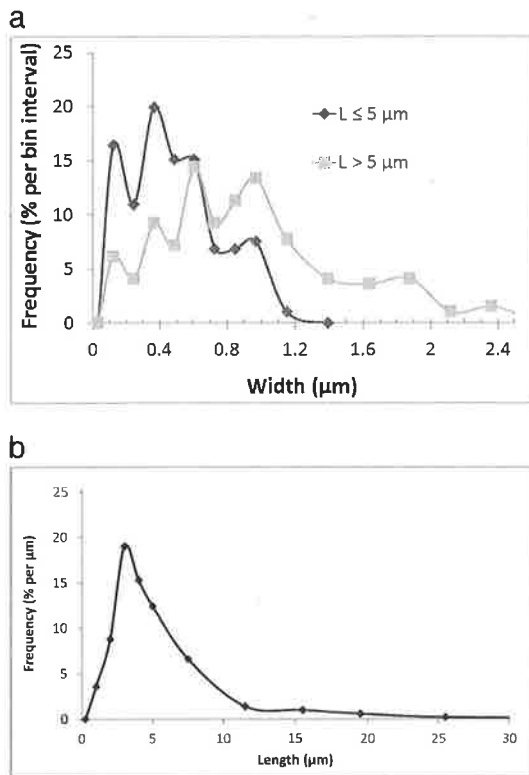 a
Frequency (% per bin interval)
25
20
15
10
5
0
L ≤ 5 µm
L > 5 µm
0 0.4 0.8 1.2 1.6 2 2.4
Width (µm)
b
Frequency (% per µm)
25
20
15
10
5
0
0 5 10 15 20 25 30
Length (µm)